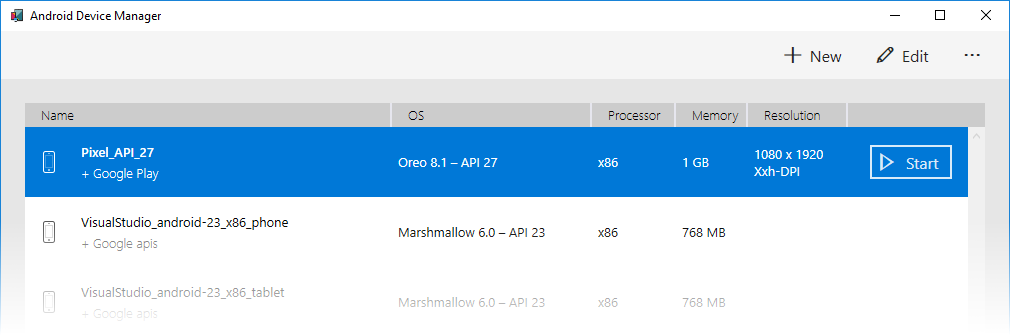 Android Device Manager
New Edit ...
Name OS Processor Memory Resolution
Pixel_API_27
+ Google Play
Oreo 8.1 – API 27 x86 1 GB
1080 x 1920
Xxh-DPI
Start
VisualStudio_android-23_x86_phone
+ Google apis
Marshmallow 6.0 – API 23 x86 768 MB
VisualStudio_android-23_x86_tablet
+ Google apis
Marshmallow 6.0 – API 23 x86 768 MB